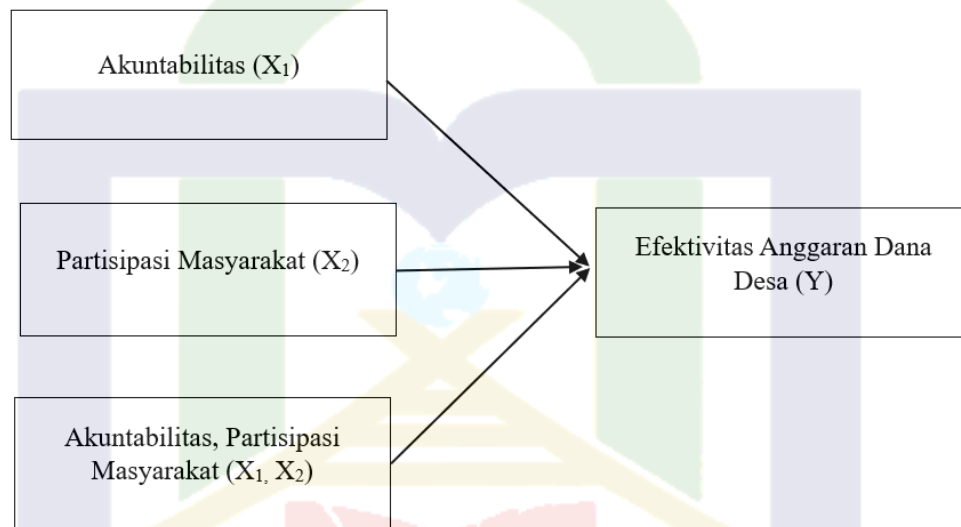 Akuntabilitas (X₁)
Partisipasi Masyarakat (X₂)
Efektivitas Anggaran Dana
Desa (Y)
Akuntabilitas, Partisipasi
Masyarakat (X₁, X₂)